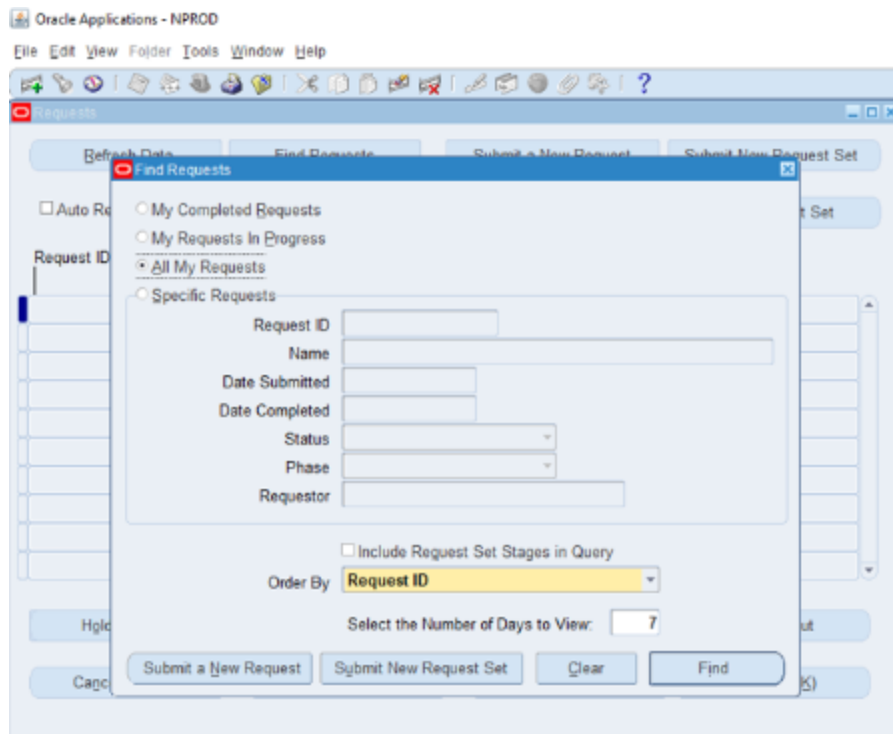 Oracle Applications - NPROD
File Edit View Folder Tools Window Help
Requests
Refresh Data Find Requests Submit a New Request Submit New Request Set
Find Requests
Auto Re
t Set
My Completed Requests
My Requests In Progress
All My Requests
Request ID
Specific Requests
Request ID
Name
Date Submitted
Date Completed
Status
Phase
Requestor
Include Request Set Stages in Query
Order By Request ID
Select the Number of Days to View: 7
Hold
ut
Submit a New Request Submit New Request Set Clear Find
Canc
K)